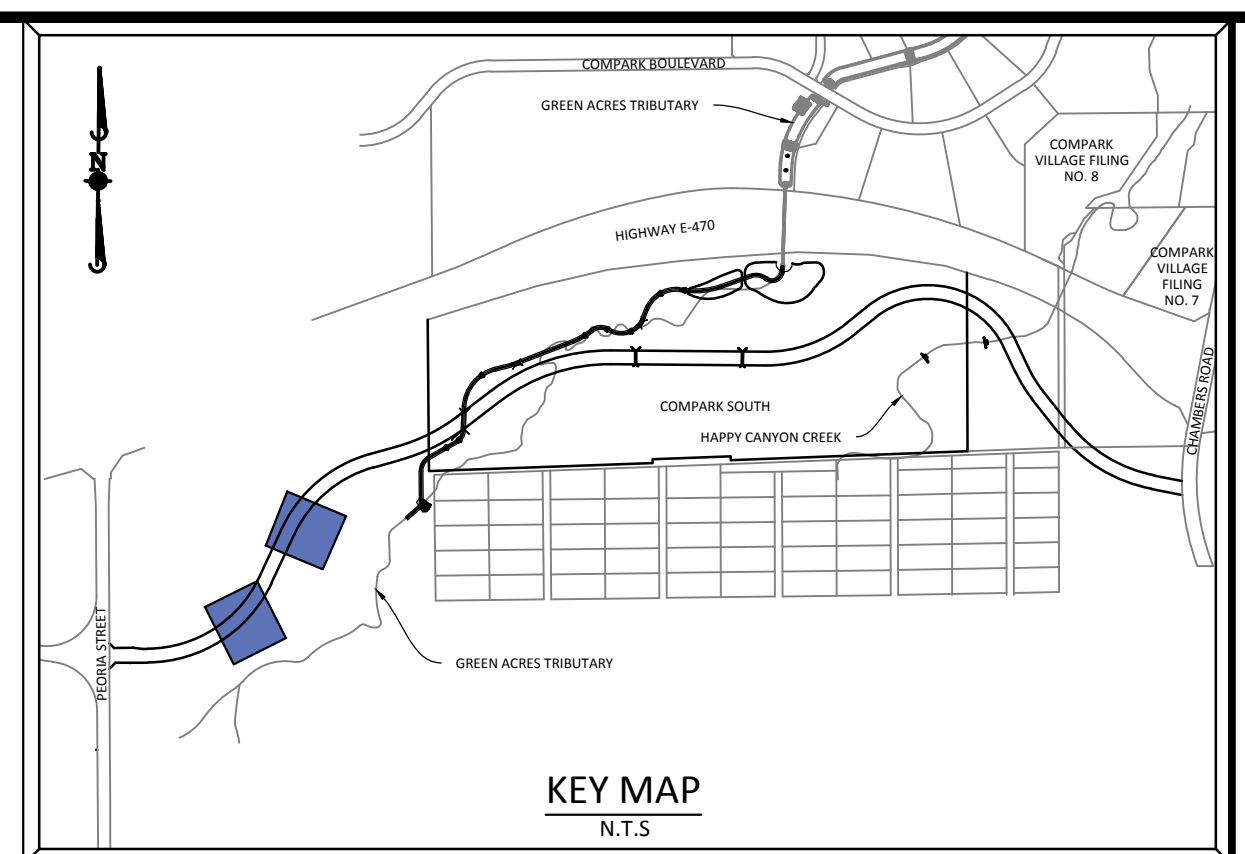 COMPARK BOULEVARD
GREEN ACRES TRIBUTARY
COMPARK
VILLAGE FILING
NO. 8
N
HIGHWAY E-470
COMPARK
VILLAGE
FILING
NO. 7
CHAMBERS ROAD
COMPARK SOUTH
HAPPY CANYON CREEK
PEORIA STREET
GREEN ACRES TRIBUTARY
KEY MAP
N.T.S